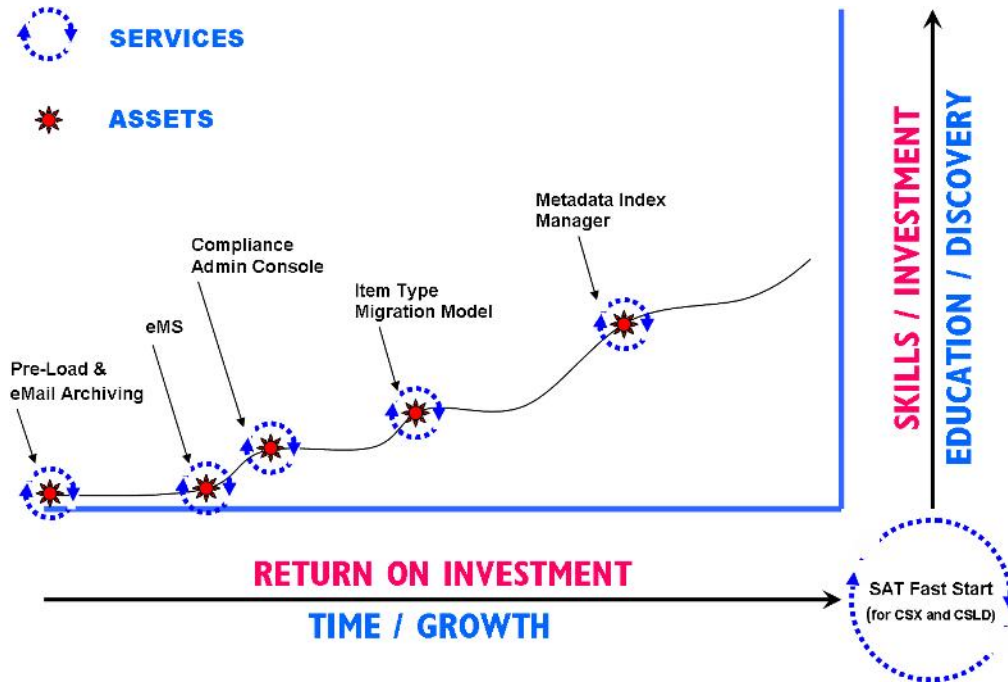 SERVICES
ASSETS
Metadata Index
Manager
Compliance
Admin Console
Item Type
Migration Model
eMS
Pre-Load &
eMail Archiving
SKILLS / INVESTMENT
EDUCATION / DISCOVERY
RETURN ON INVESTMENT
TIME / GROWTH
SAT Fast Start
(for CSX and CSLD)